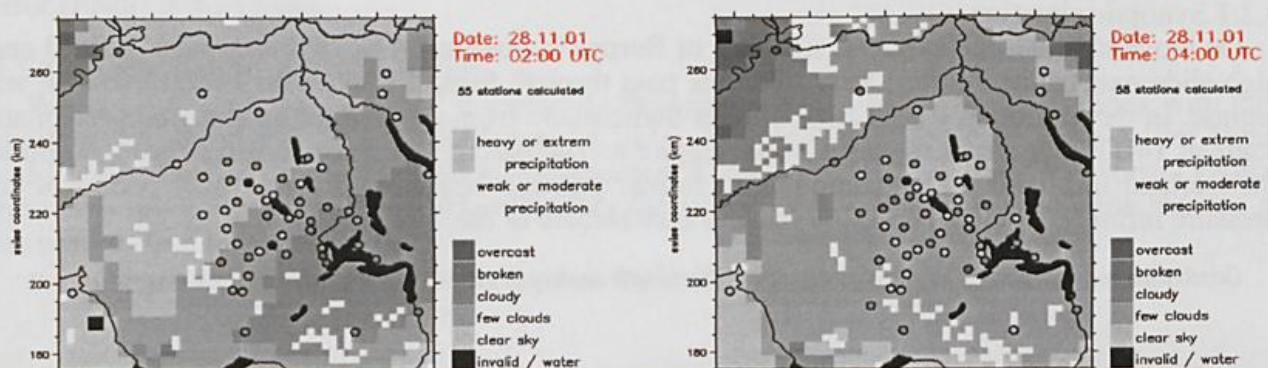 Date: 28.11.01
Time: 02:00 UTC
55 stations calculated
heavy or extrem
precipitation
weak or moderate
precipitation
overcast
broken
cloudy
few clouds
clear sky
invalid / water
swiss coordinates (km)
260
240
220
200
180
Date: 28.11.01
Time: 04:00 UTC
58 stations calculated
heavy or extrem
precipitation
weak or moderate
precipitation
overcast
broken
cloudy
few clouds
clear sky
invalid / water
swiss coordinates (km)
260
240
220
200
180